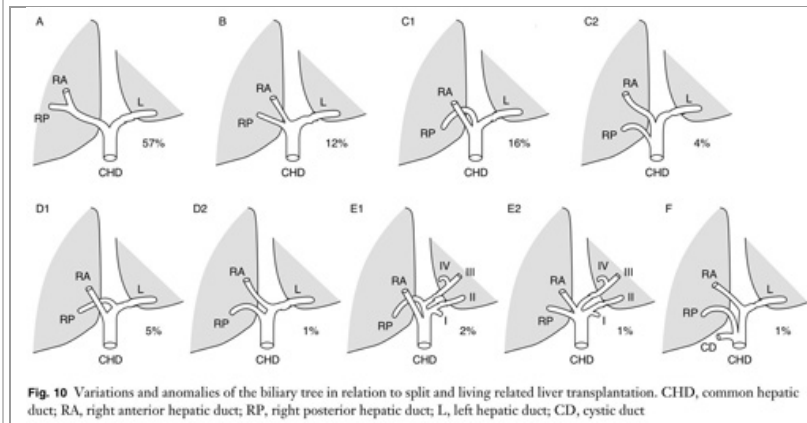 A
RA
RP
L
57%
CHD
B
RA
RP
L
12%
CHD
C1
RA
RP
L
16%
CHD
C2
RA
RP
L
4%
CHD
D1
RA
RP
L
5%
CHD
D2
RA
RP
L
1%
CHD
E1
RA
RP
IV
III
II
I
2%
CHD
E2
RA
RP
IV
III
II
I
1%
CHD
F
RA
RP
L
CD
1%
CHD
Fig. 10 Variations and anomalies of the biliary tree in relation to split and living related liver transplantation. CHD, common hepatic
duct; RA, right anterior hepatic duct; RP, right posterior hepatic duct; L, left hepatic duct; CD, cystic duct